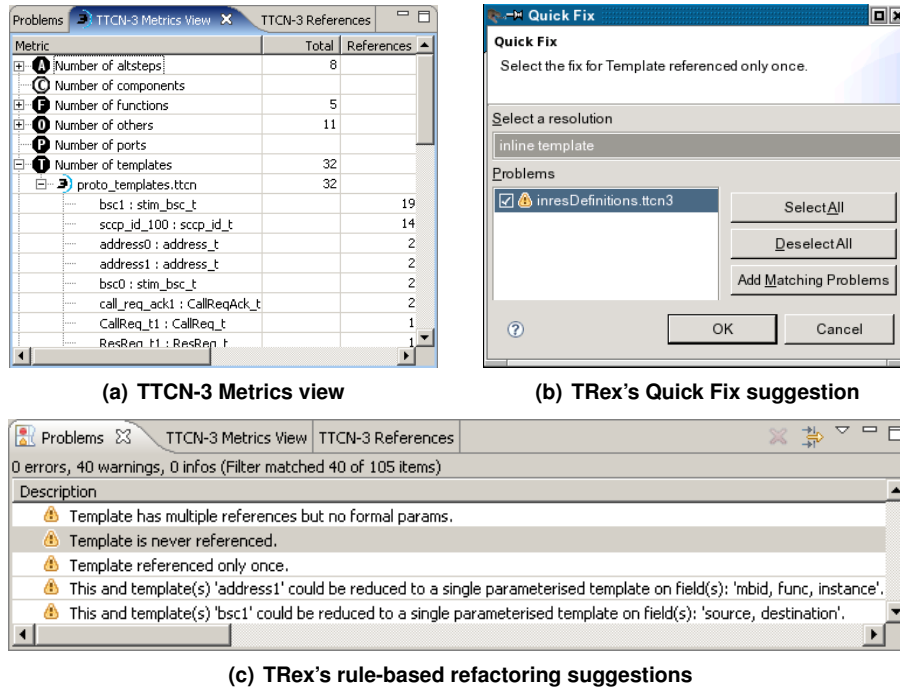 Problems TTCN-3 Metrics View TTCN-3 References
Metric Total References
A Number of altsteps 8
C Number of components
F Number of functions 5
O Number of others 11
P Number of ports
T Number of templates 32
proto_templates.ttcn 32
bsc1 : stim_bsc_t 19
sccp_id_100 : sccp_id_t 14
address0 : address_t 2
address1 : address_t 2
bsc0 : stim_bsc_t 2
call_req_ack1 : CallReqAck_t 2
CallReq_t1 : CallReq_t 1
ResReq_t1 : ResReq_t 1
(a) TTCN-3 Metrics view
Quick Fix
Quick Fix
Select the fix for Template referenced only once.
Select a resolution
inline template
Problems
inresDefinitions.ttcn3
Select All
Deselect All
Add Matching Problems
? OK Cancel
(b) TRex's Quick Fix suggestion
Problems TTCN-3 Metrics View TTCN-3 References
0 errors, 40 warnings, 0 infos (Filter matched 40 of 105 items)
Description
Template has multiple references but no formal params.
Template is never referenced.
Template referenced only once.
This and template(s) 'address1' could be reduced to a single parameterised template on field(s): 'mbid, func, instance'.
This and template(s) 'bsc1' could be reduced to a single parameterised template on field(s): 'source, destination'.
(c) TRex's rule-based refactoring suggestions